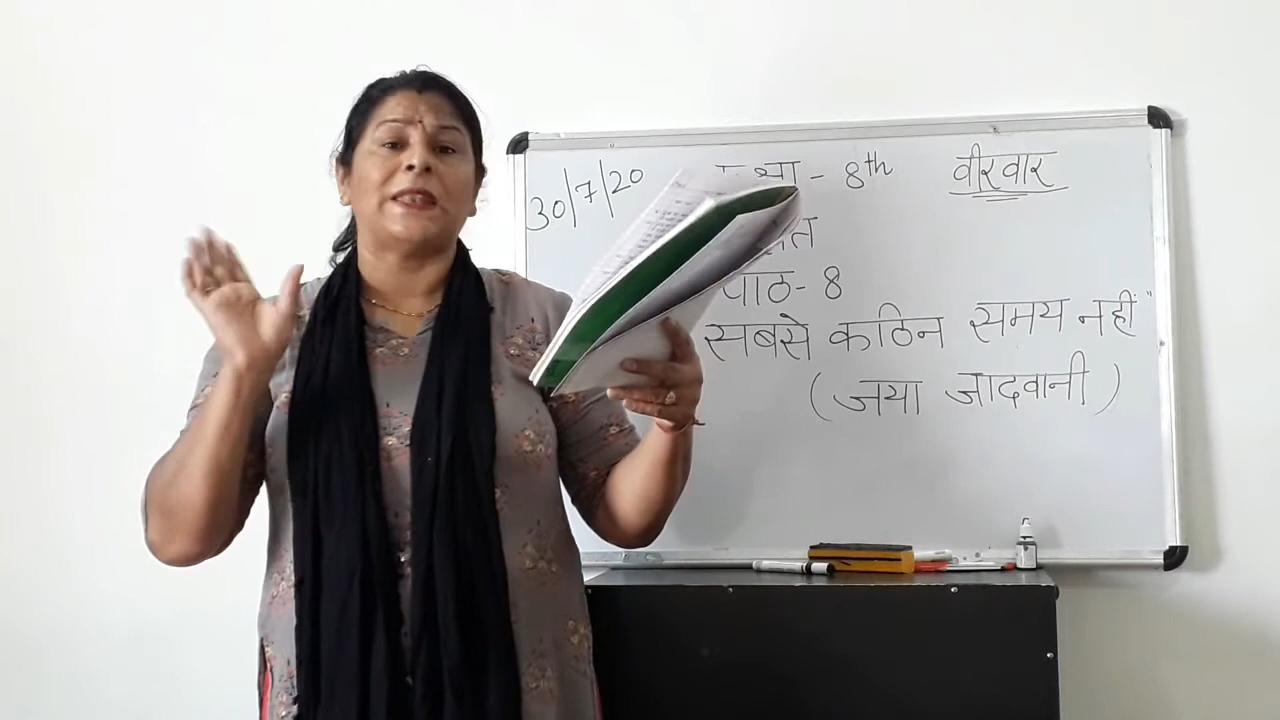 30/7/20 - 8th वीरवार
पाठ - 8
सबसे कठिन समय नहीं"
(जया जादवानी)